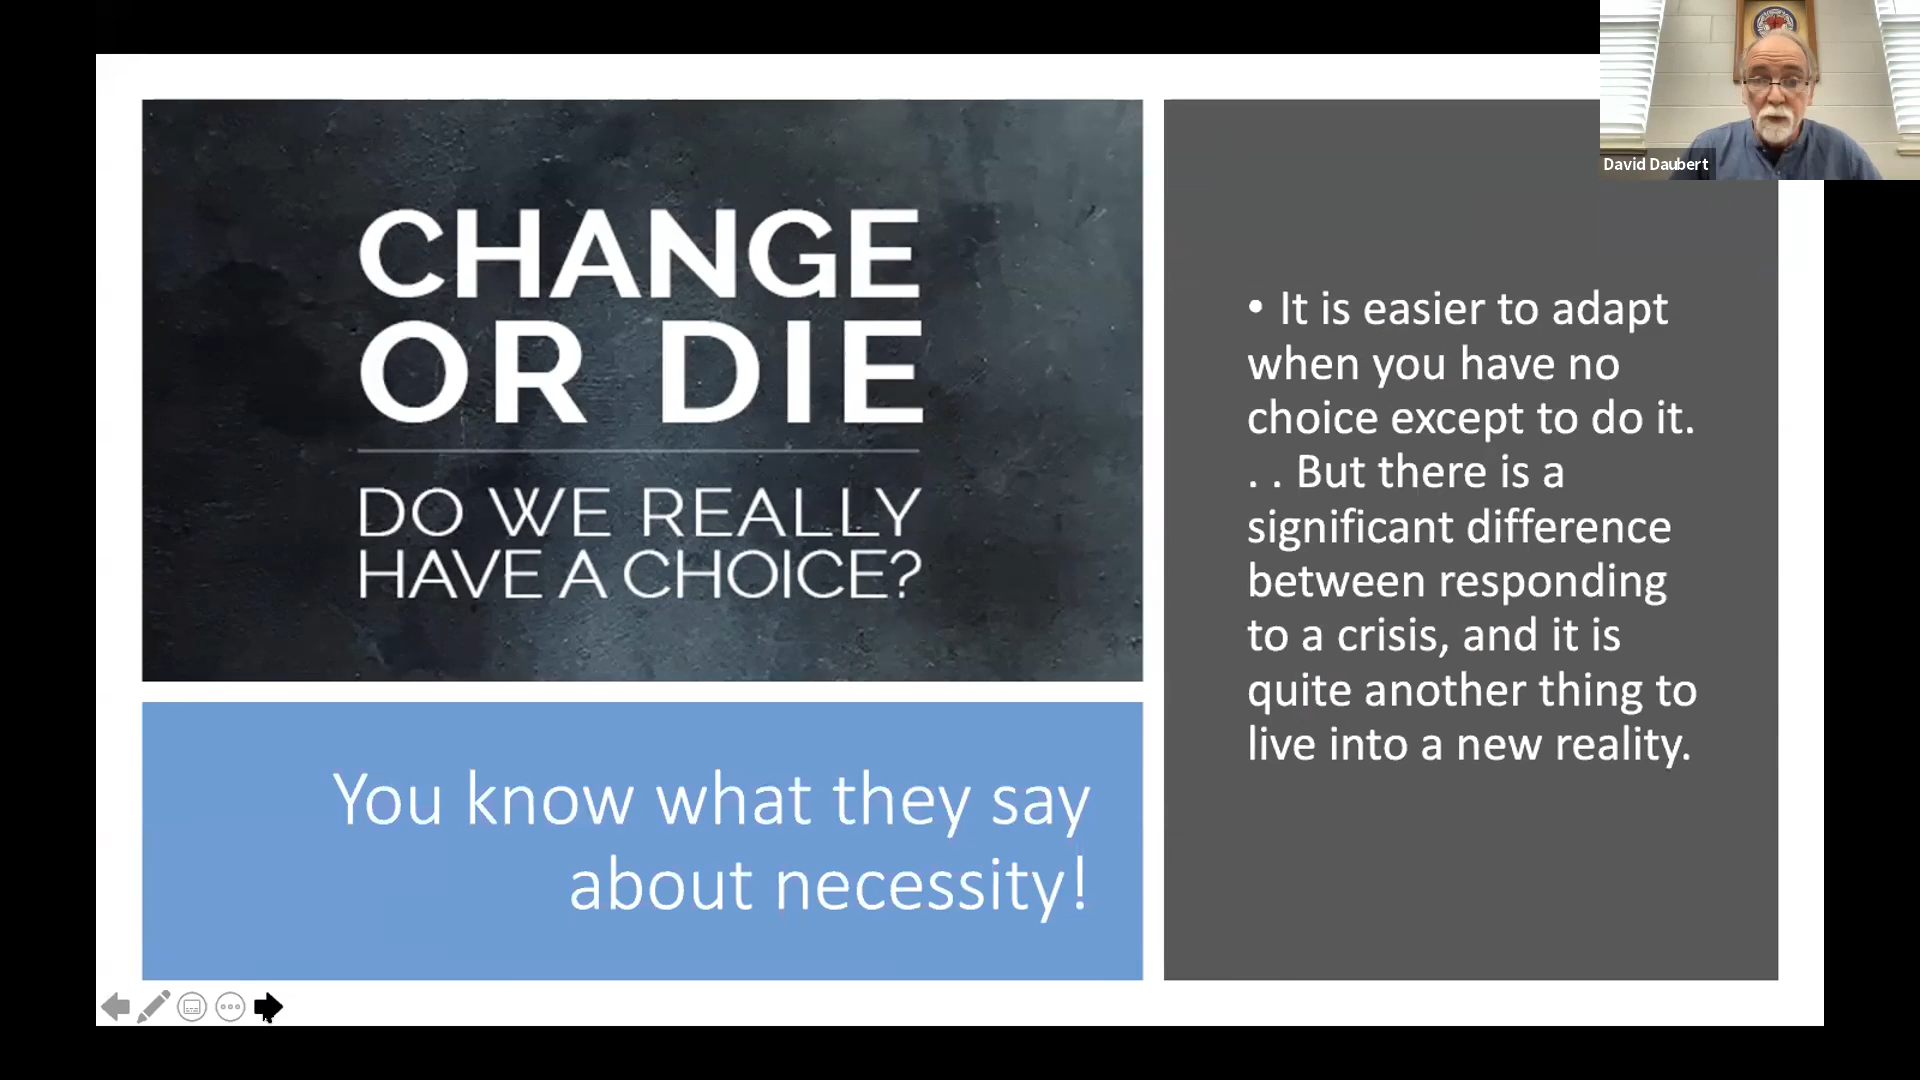 CHANGE
OR DIE
DO WE REALLY
HAVE A CHOICE?
You know what they say
about necessity!
• It is easier to adapt
when you have no
choice except to do it.
. . But there is a
significant difference
between responding
to a crisis, and it is
quite another thing to
live into a new reality.
David Daubert